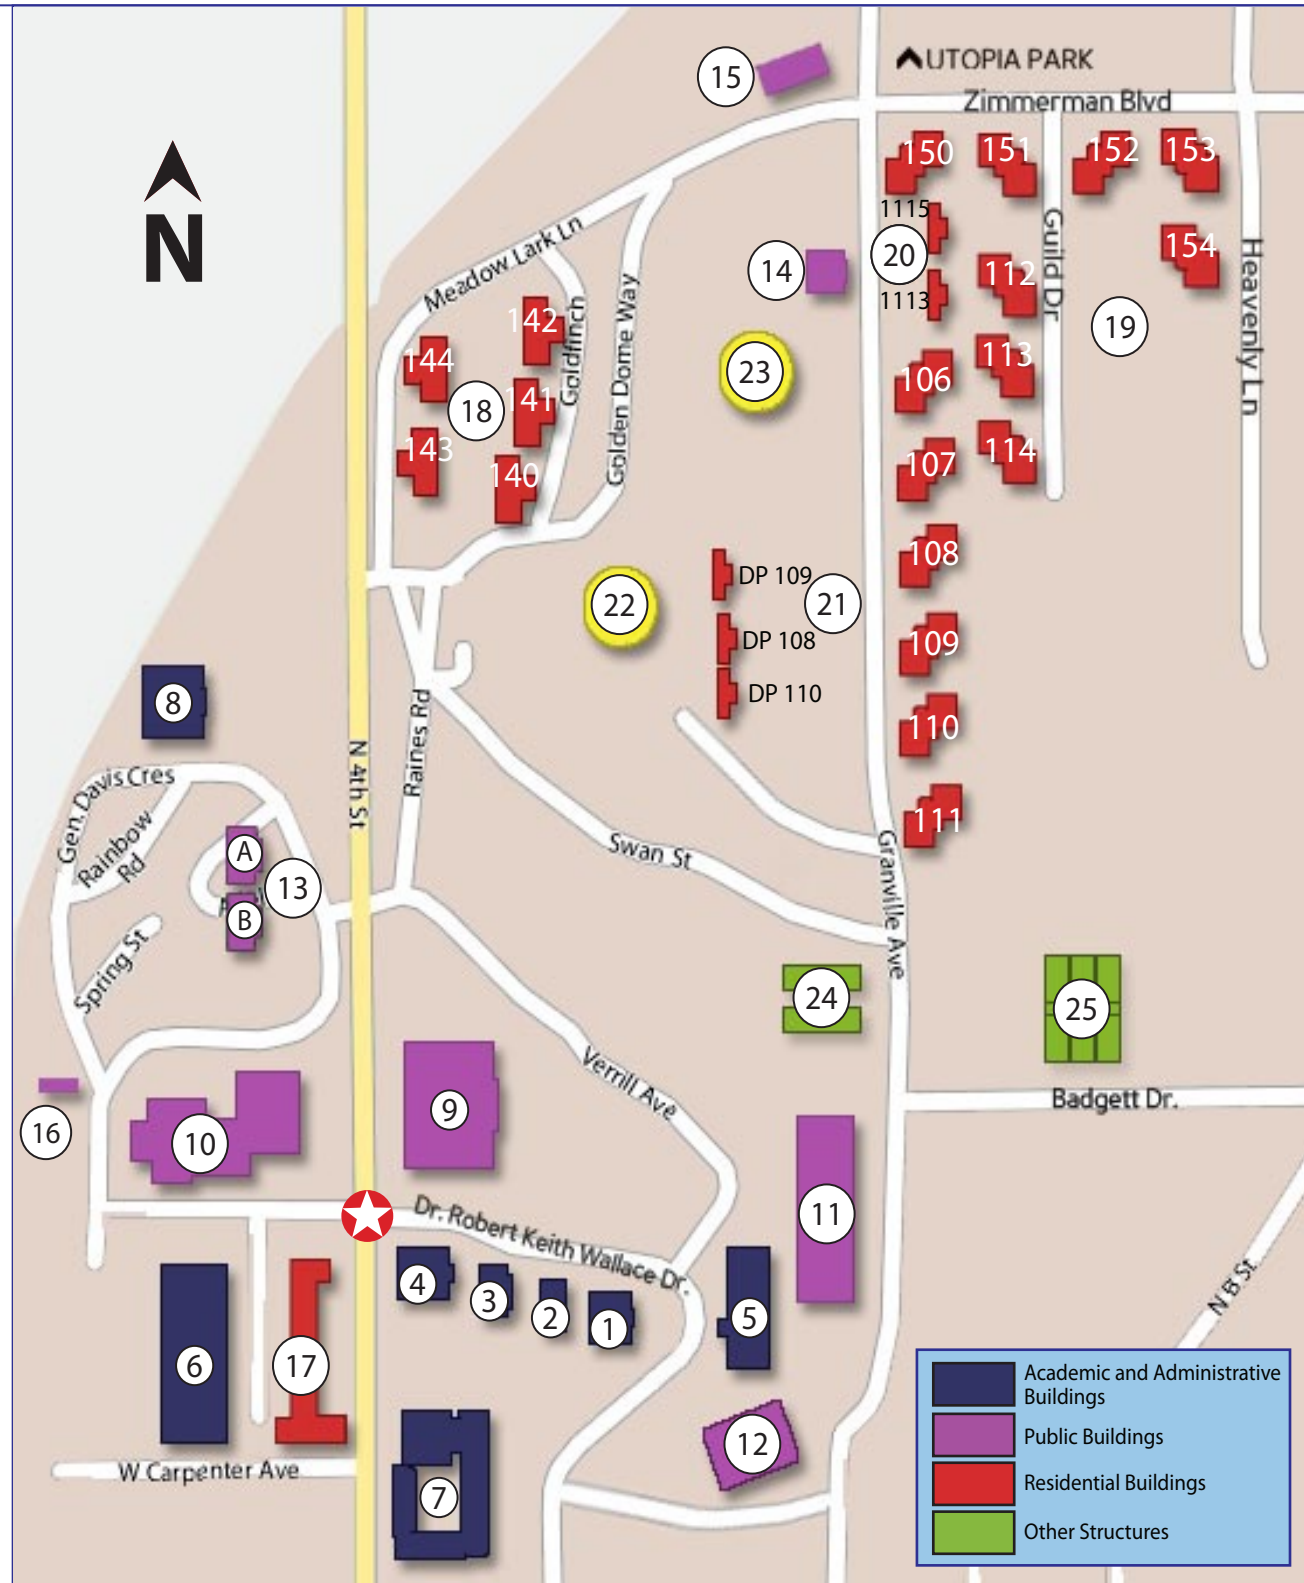 UTOPIA PARK
15
Zimmerman Blvd
N
150
151
152
153
1115
20
1113
14
Guild Dr
154
112
19
Heavenly Ln
Meadow Lark Ln
142
Goldfinch
Golden Dome Way
144
18
141
143
140
23
106
113
107
114
108
22
DP 109
21
DP 108
109
DP 110
110
111
8
N 4th St
Raines Rd
Gen. Davis Cres
Rainbow
Rd
A
13
B
Spring St
Swan St
Granville Ave
24
25
Verrill Ave
Badgett Dr.
16
10
9
11
Dr. Robert Keith Wallace Dr.
4
3
2
1
5
N B St
6
17
12
W Carpenter Ave
7
Academic and Administrative
Buildings
Public Buildings
Residential Buildings
Other Structures